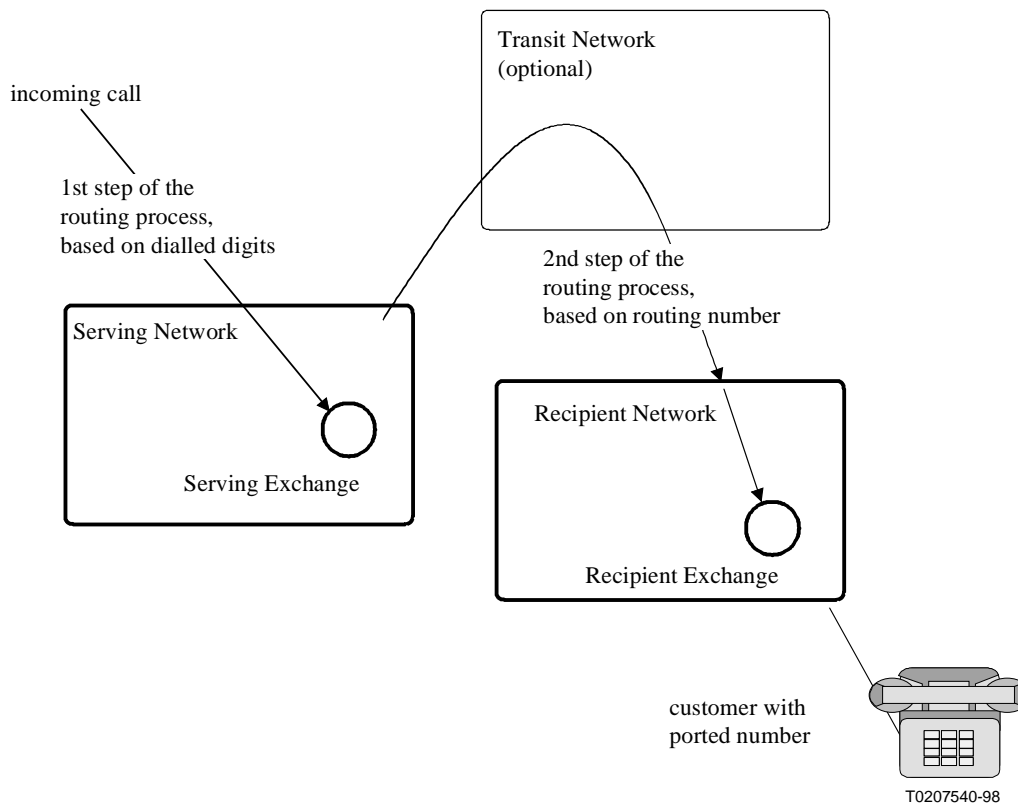 Transit Network
(optional)
incoming call
1st step of the
routing process,
based on dialled digits
2nd step of the
routing process,
based on routing number
Serving Network
Serving Exchange
Recipient Network
Recipient Exchange
customer with
ported number
T0207540-98